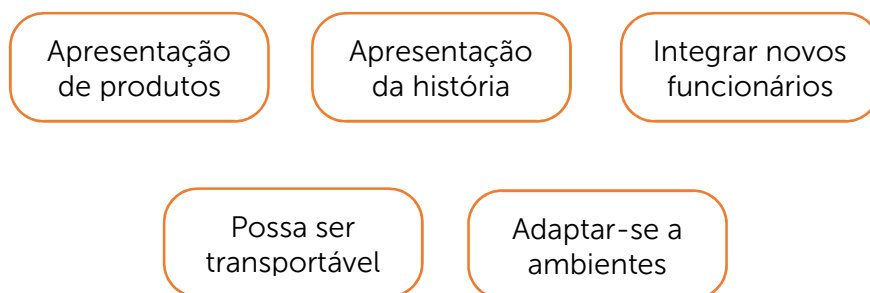 Apresentação
de produtos
Apresentação
da história
Integrar novos
funcionários
Possa ser
transportável
Adaptar-se a
ambientes